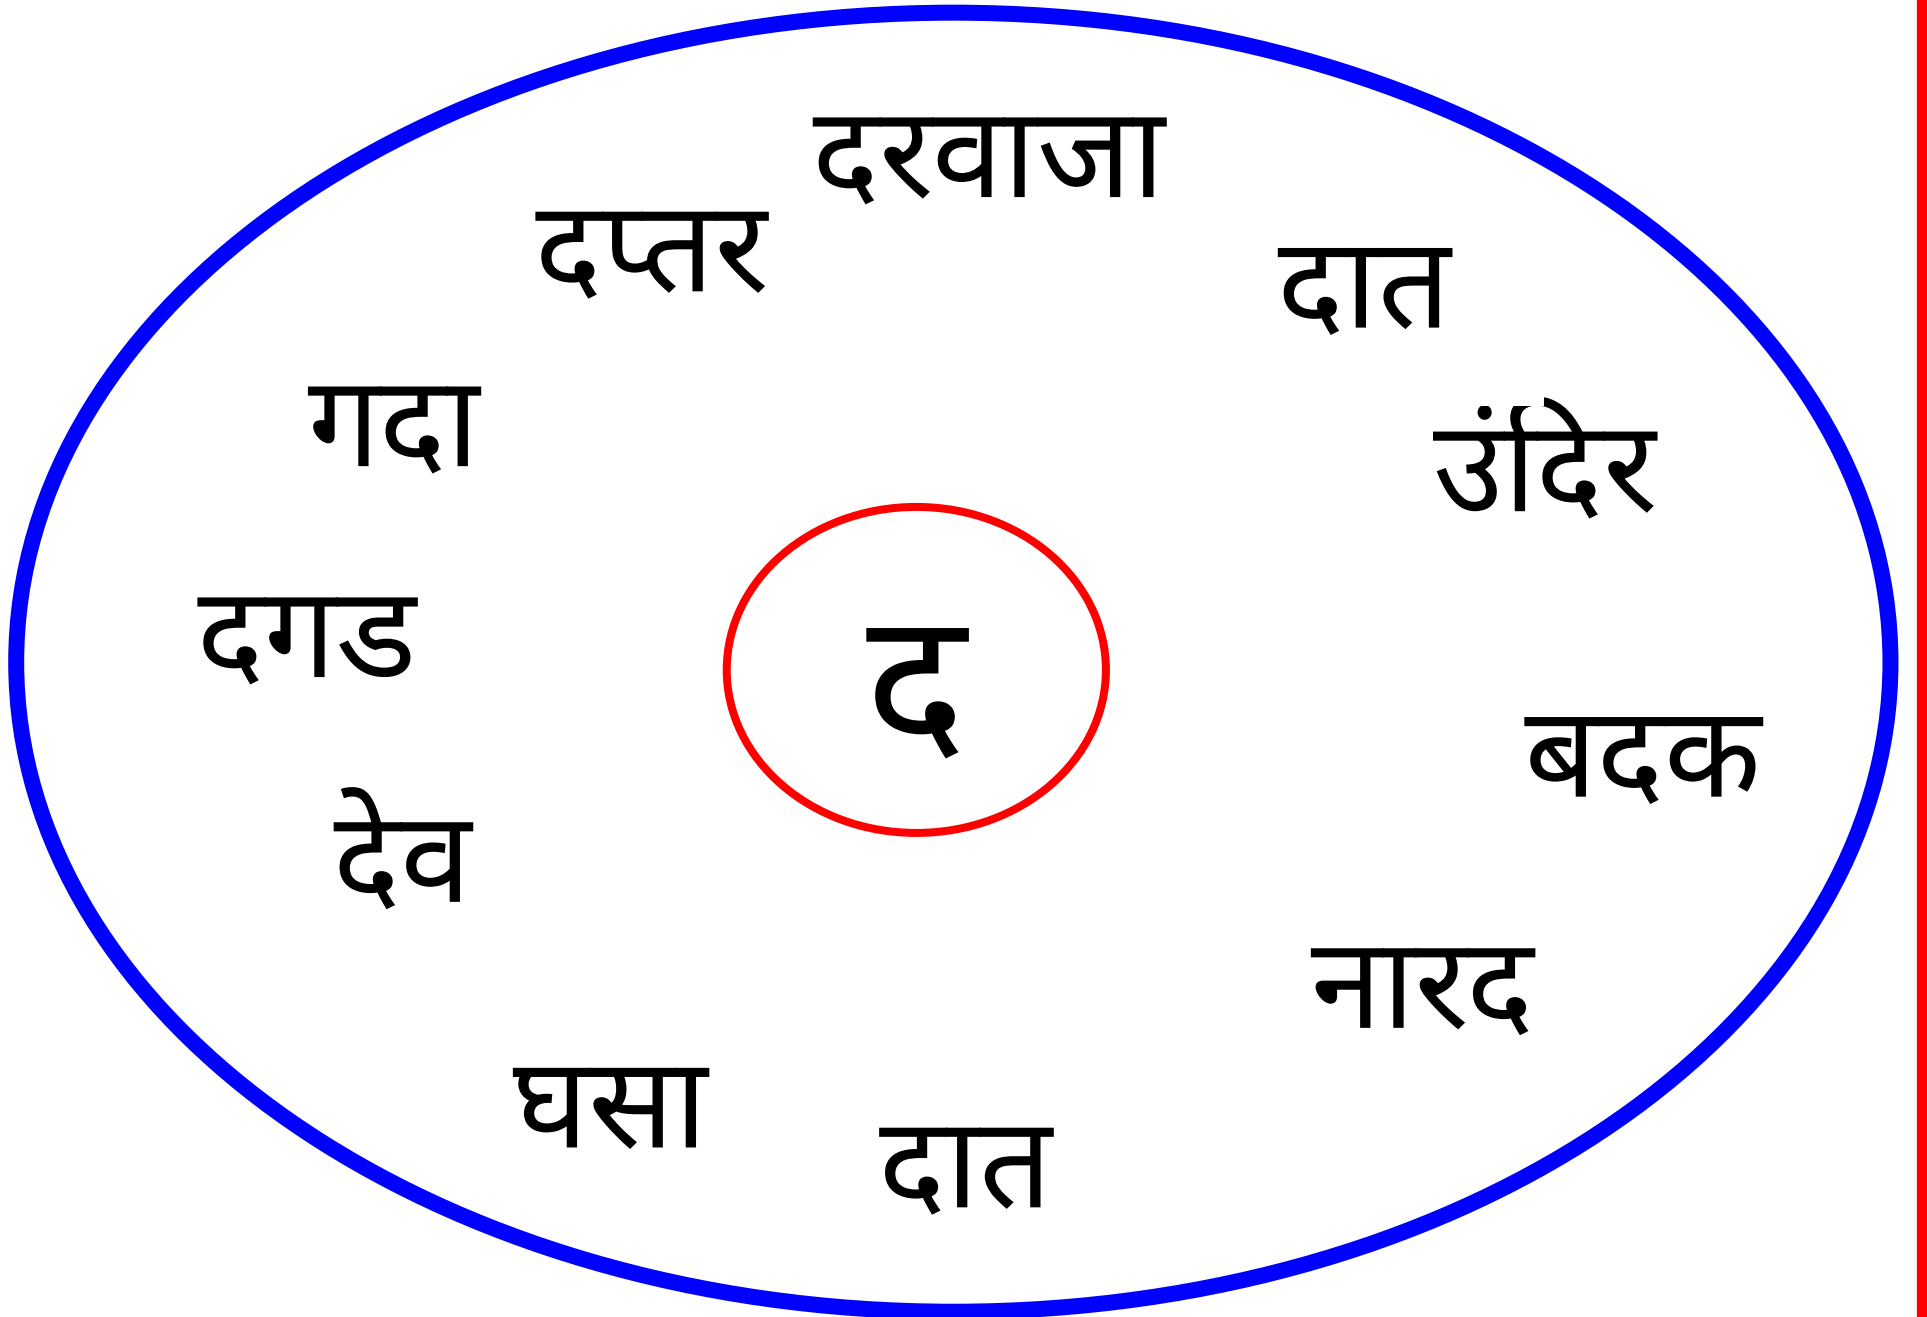 दरवाजा
दप्तर
दात
गदा
उंदिर
दगड
द
बदक
देव
नारद
घसा
दात